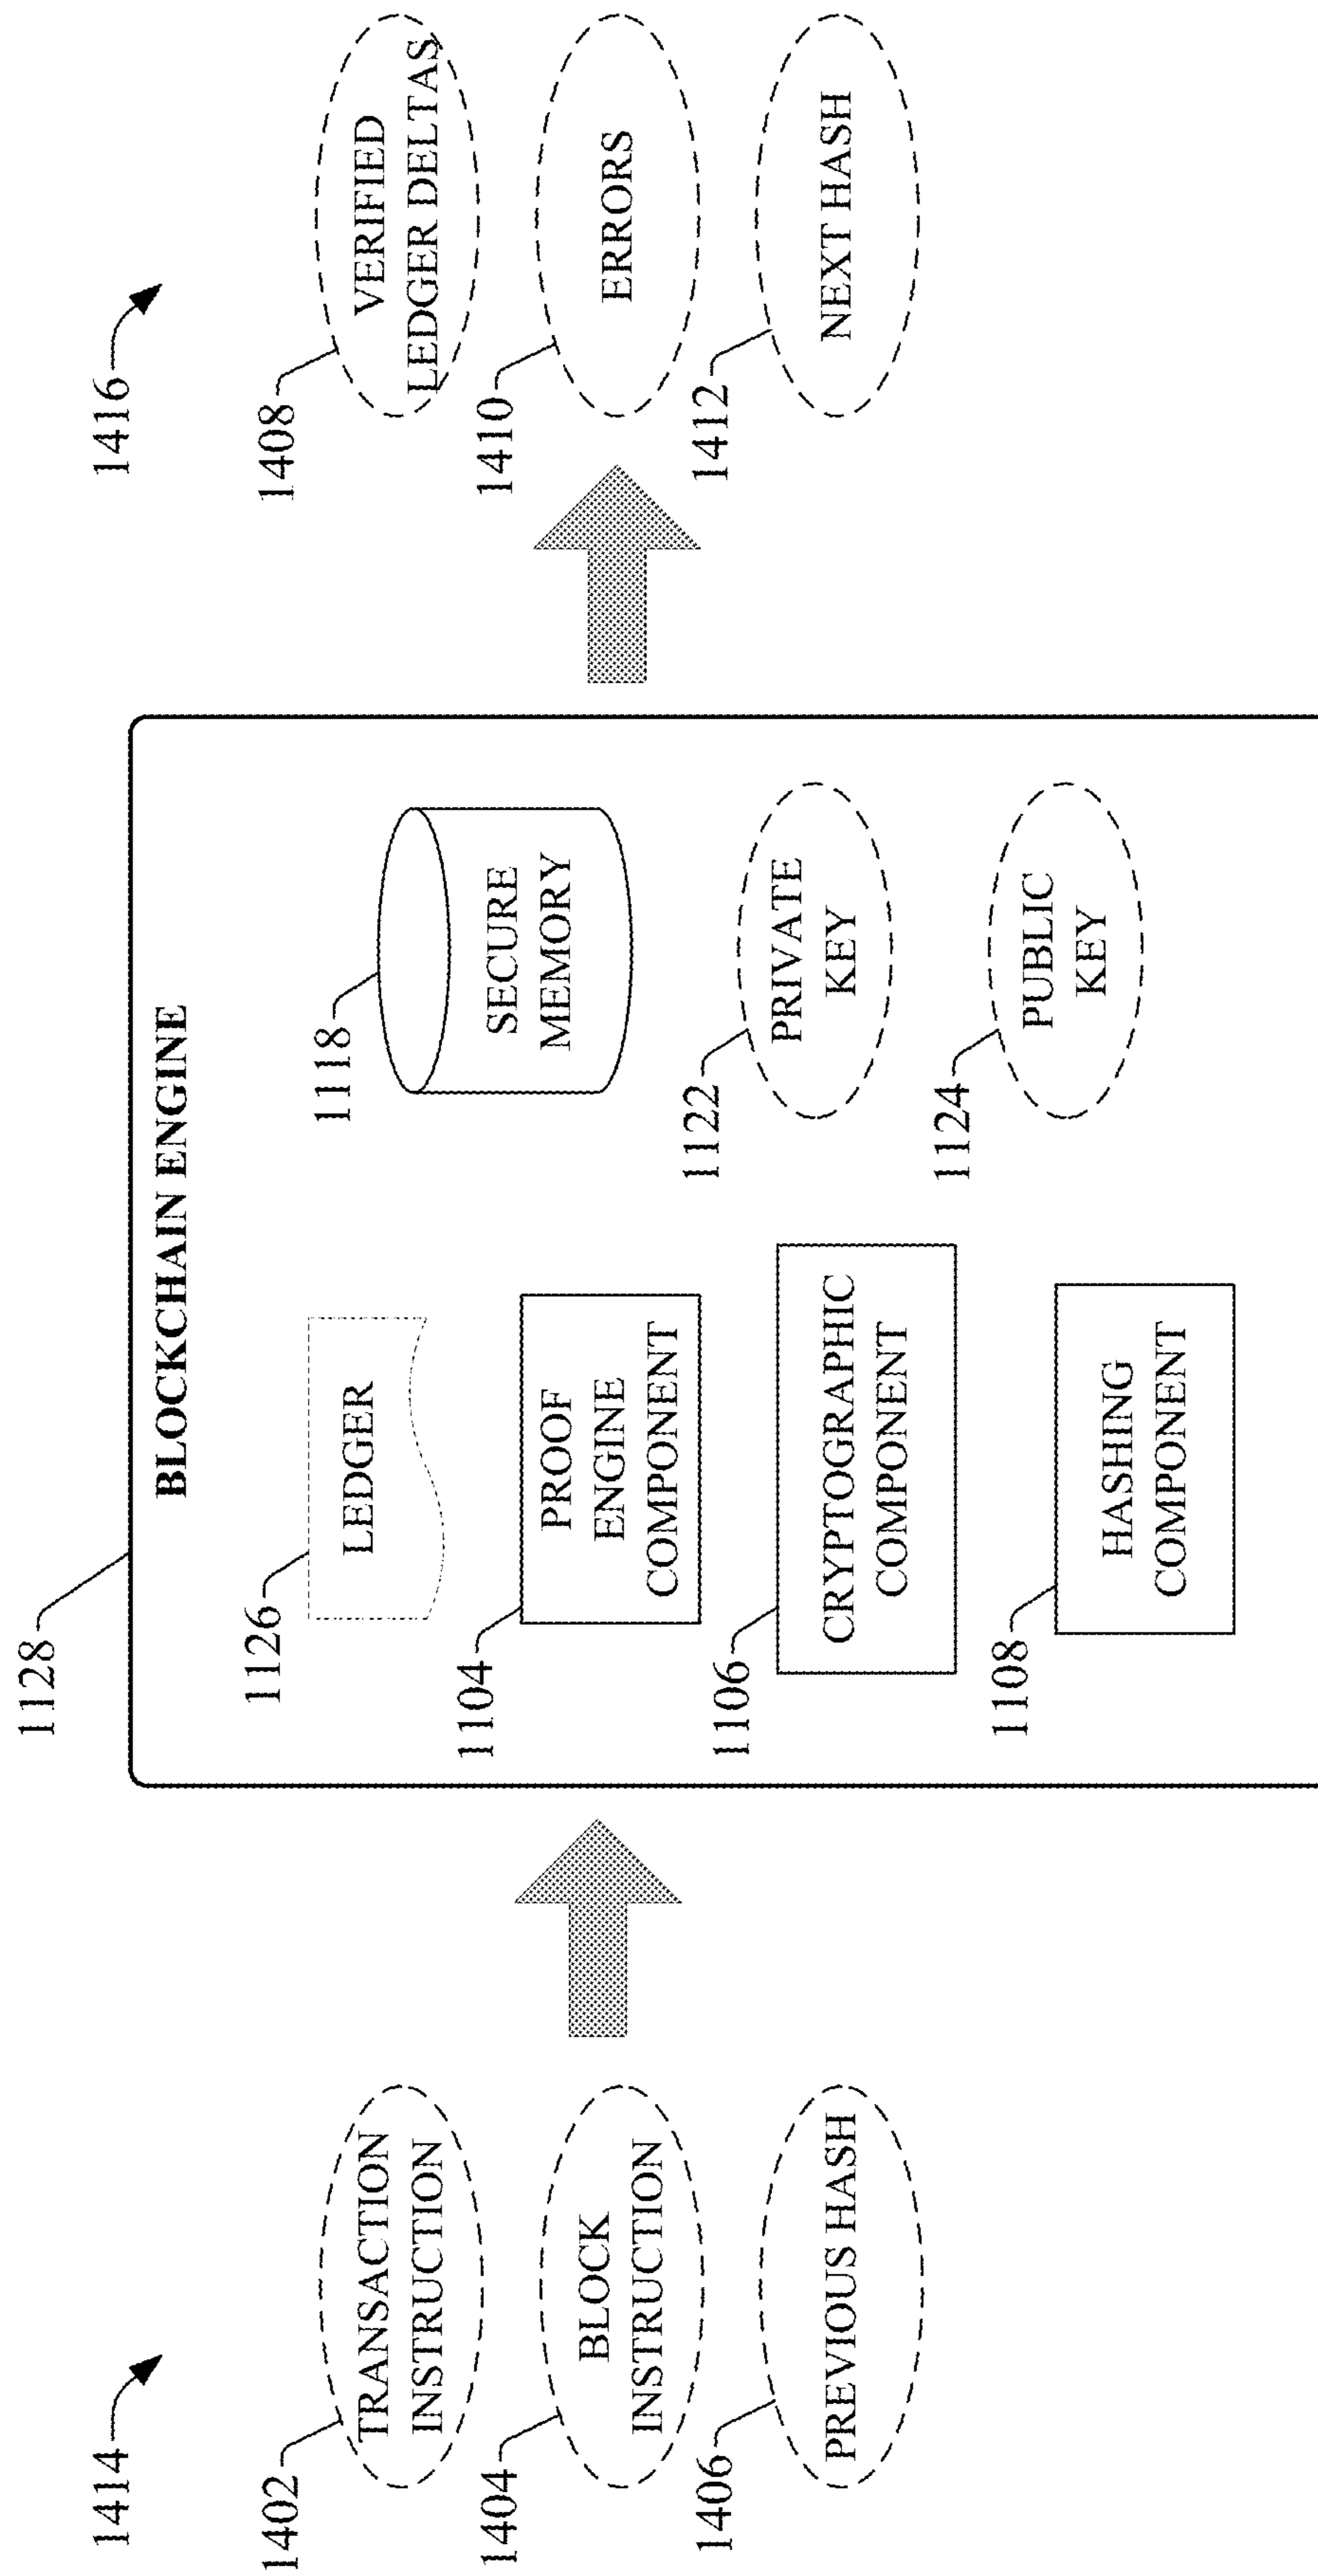 1414
1402
TRANSACTION
INSTRUCTION
1404
BLOCK
INSTRUCTION
1406
PREVIOUS HASH
1128
BLOCKCHAIN ENGINE
1126
LEDGER
1104
PROOF
ENGINE
COMPONENT
1106
CRYPTOGRAPHIC
COMPONENT
1108
HASHING
COMPONENT
1118
SECURE
MEMORY
1122
PRIVATE
KEY
1124
PUBLIC
KEY
1416
1408
VERIFIED
LEDGER DELTAS
1410
ERRORS
1412
NEXT HASH